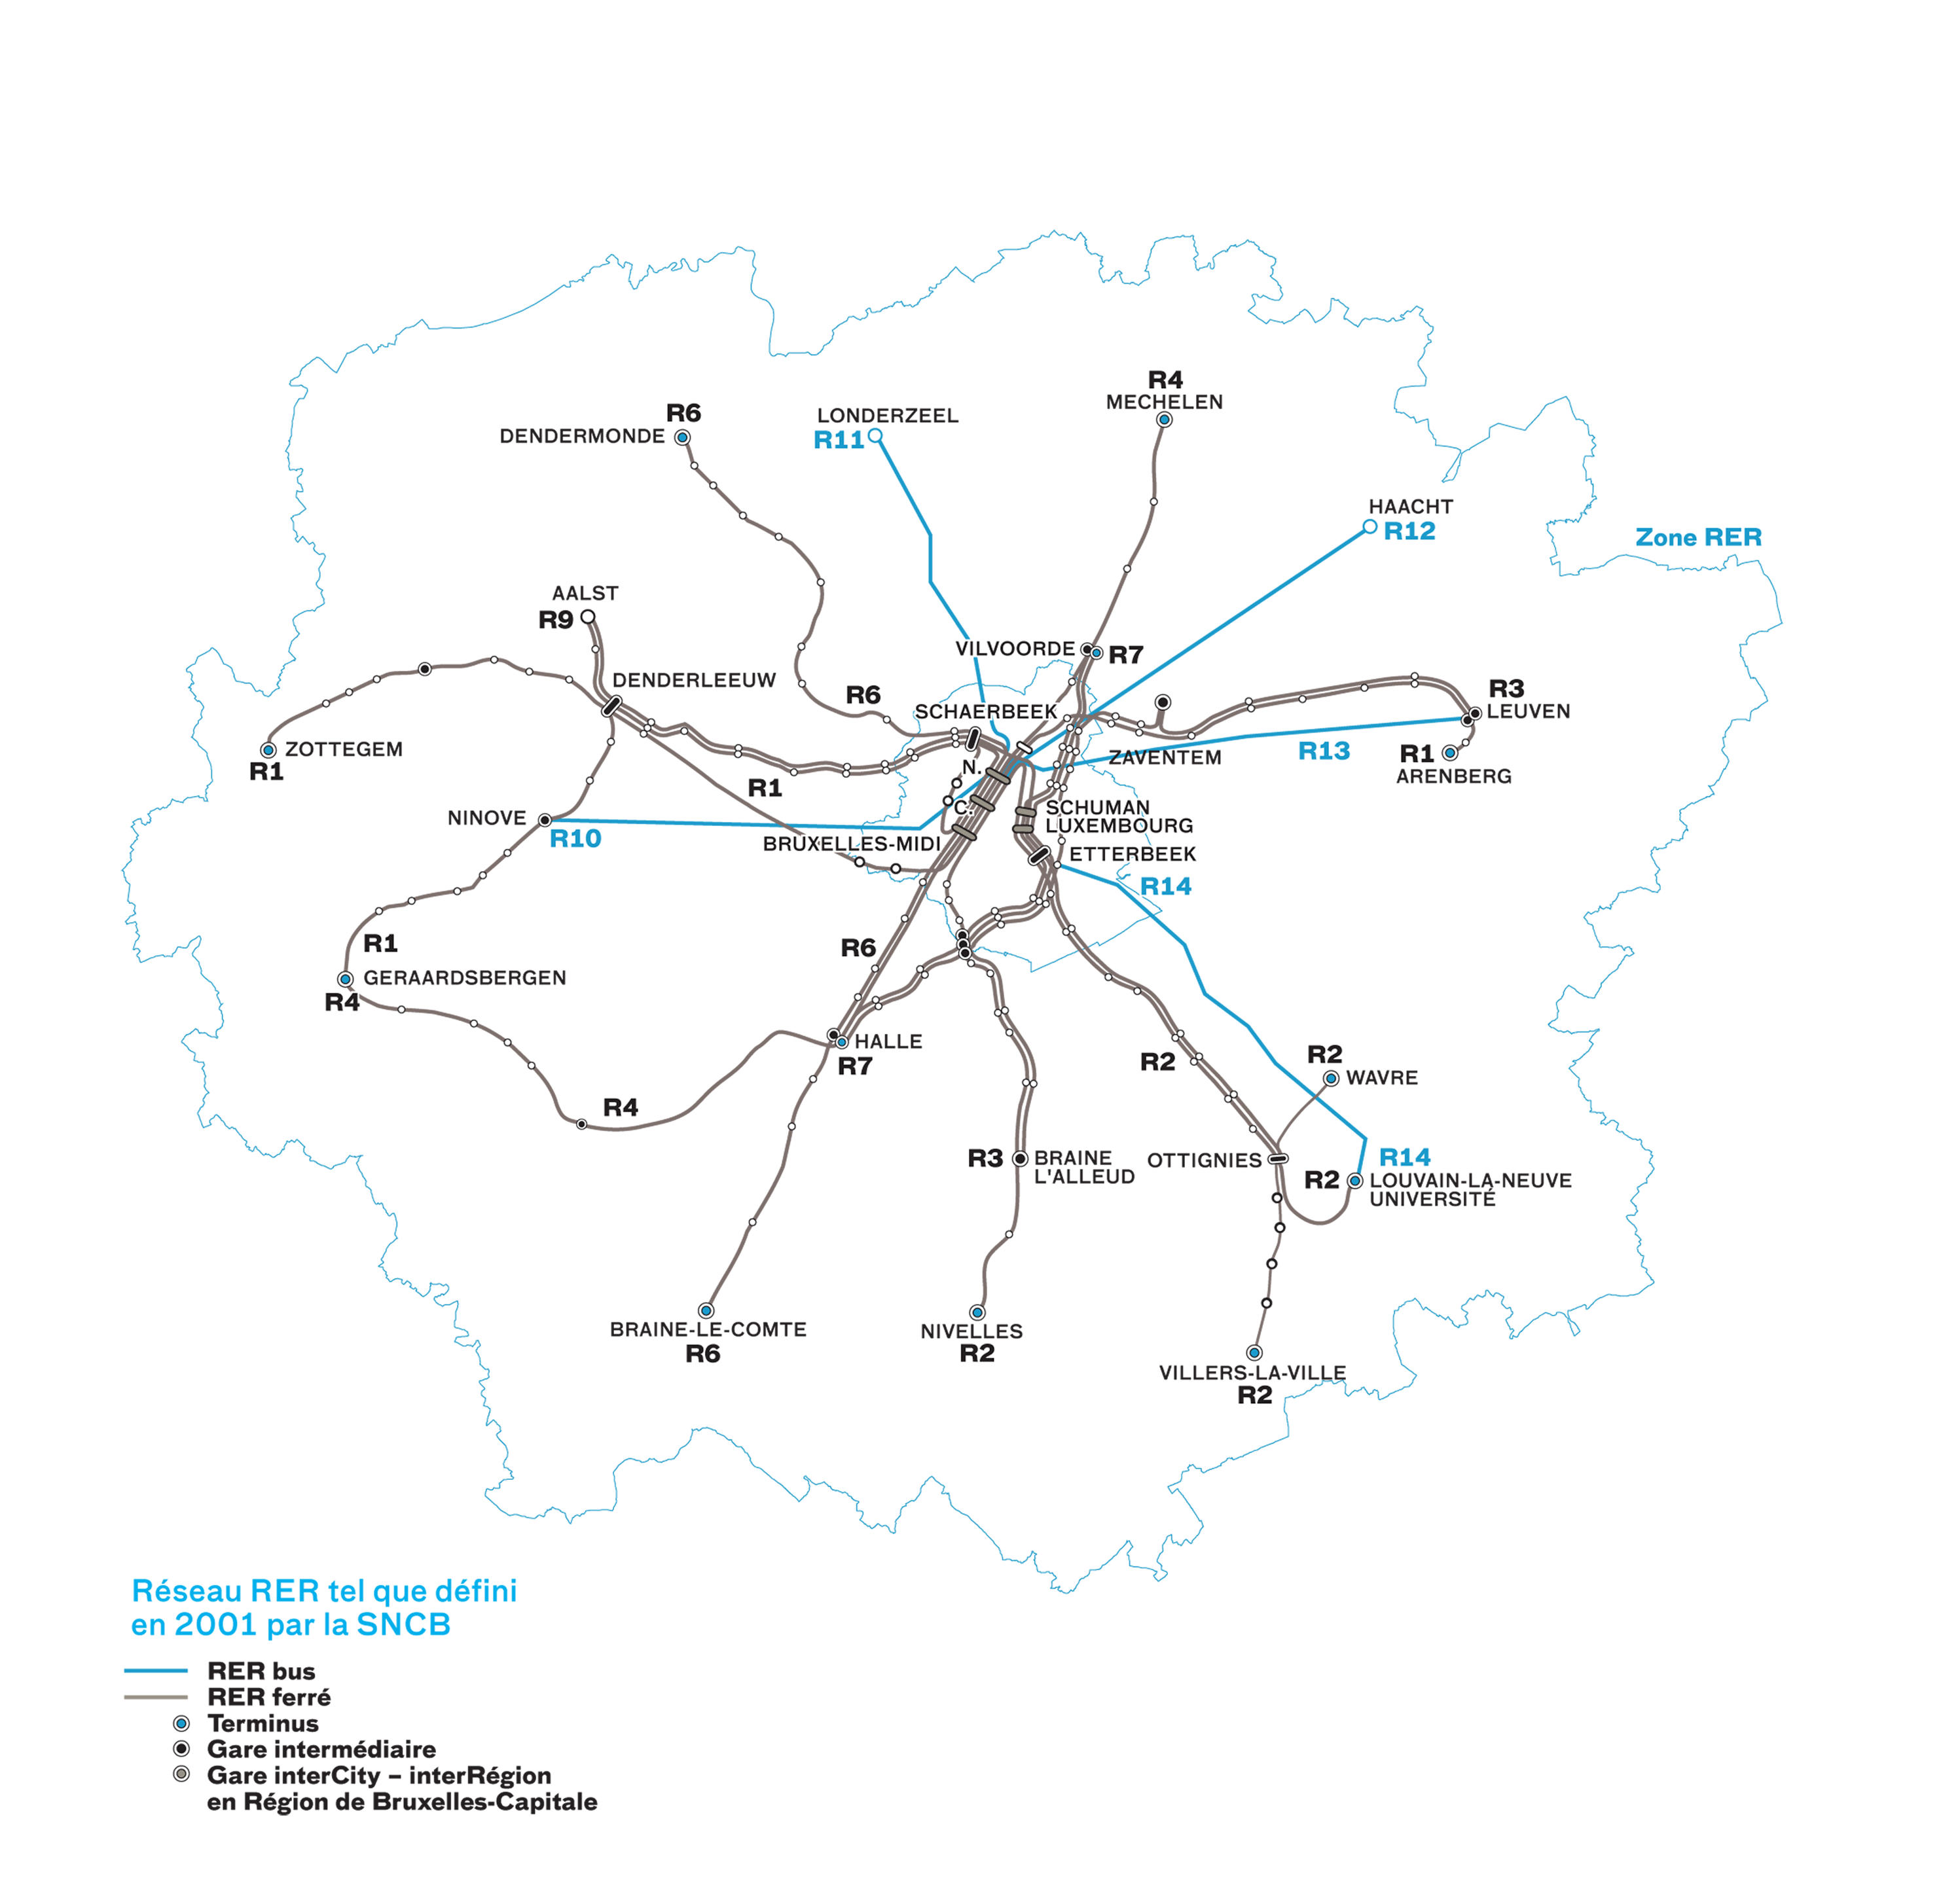 R4
MECHELEN
R6
DENDERMONDE
LONDERZEEL
R11
HAACHT
R12
Zone RER
AALST
R9
VILVOORDE
R7
DENDERLEEUW
R6
SCHAERBEEK
R3
LEUVEN
ZOTTEGEM
R1
R13
R1
ARENBERG
ZAVENTEM
N.
R1
C.
SCHUMAN
LUXEMBOURG
NINOVE
R10
BRUXELLES-MIDI
ETTERBEEK
R14
R1
R6
GERAARDSBERGEN
R4
HALLE
R7
R2
R2
WAVRE
R4
R3
BRAINE
L'ALLEUD
OTTIGNIES
R14
R2
LOUVAIN-LA-NEUVE
UNIVERSITÉ
BRAINE-LE-COMTE
R6
NIVELLES
R2
VILLERS-LA-VILLE
R2
Réseau RER tel que défini
en 2001 par la SNCB
RER bus
RER ferré
Terminus
Gare intermédiaire
Gare interCity – interRégion
en Région de Bruxelles-Capitale